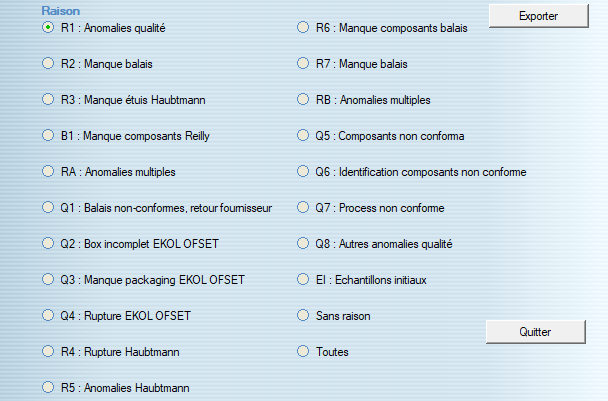 Raison
R1 : Anomalies qualité
R2 : Manque balais
R3 : Manque étuis Haubtmann
B1 : Manque composants Reilly
RA : Anomalies multiples
Q1 : Balais non-conformes, retour fournisseur
Q2 : Box incomplet EKOL OFSET
Q3 : Manque packaging EKOL OFSET
Q4 : Rupture EKOL OFSET
R4 : Rupture Haubtmann
R5 : Anomalies Haubtmann
R6 : Manque composants balais
R7 : Manque balais
RB : Anomalies multiples
Q5 : Composants non conforma
Q6 : Identification composants non conforme
Q7 : Process non conforme
Q8 : Autres anomalies qualité
EI : Echantillons initiaux
Sans raison
Toutes
Exporter
Quitter